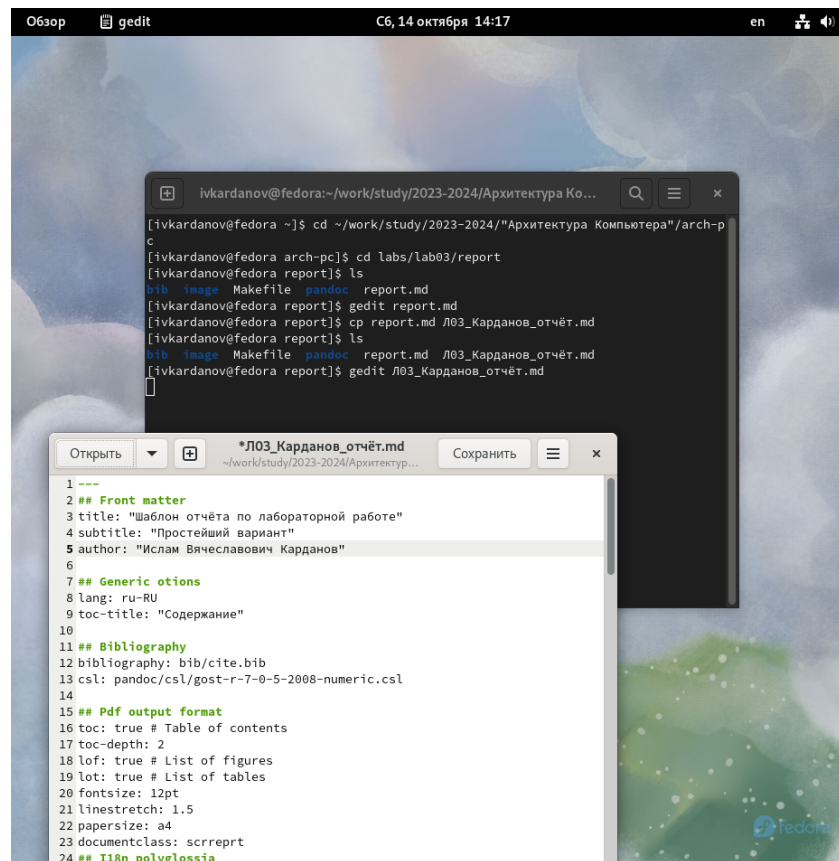 Обзор gedit Сб, 14 октября 14:17 en
ivkardanov@fedora:~/work/study/2023-2024/Архитектура Ко...
[ivkardanov@fedora ~]$ cd ~/work/study/2023-2024/"Архитектура Компьютера"/arch-p
c
[ivkardanov@fedora arch-pc]$ cd labs/lab03/report
[ivkardanov@fedora report]$ ls
bib image Makefile pandoc report.md
[ivkardanov@fedora report]$ gedit report.md
[ivkardanov@fedora report]$ cp report.md Л03_Карданов_отчёт.md
[ivkardanov@fedora report]$ ls
bib image Makefile pandoc report.md Л03_Карданов_отчёт.md
[ivkardanov@fedora report]$ gedit Л03_Карданов_отчёт.md
Открыть *Л03_Карданов_отчёт.md Сохранить
~/work/study/2023-2024/Архитектур...
1 ---
2 ## Front matter
3 title: "Шаблон отчёта по лабораторной работе"
4 subtitle: "Простейший вариант"
5 author: "Ислам Вячеславович Карданов"
6
7 ## Generic otions
8 lang: ru-RU
9 toc-title: "Содержание"
10
11 ## Bibliography
12 bibliography: bib/cite.bib
13 csl: pandoc/csl/gost-r-7-0-5-2008-numeric.csl
14
15 ## Pdf output format
16 toc: true # Table of contents
17 toc-depth: 2
18 lof: true # List of figures
19 lot: true # List of tables
20 fontsize: 12pt
21 linestretch: 1.5
22 papersize: a4
23 documentclass: scrreprt
24 ## I18n polyglossia
fedora